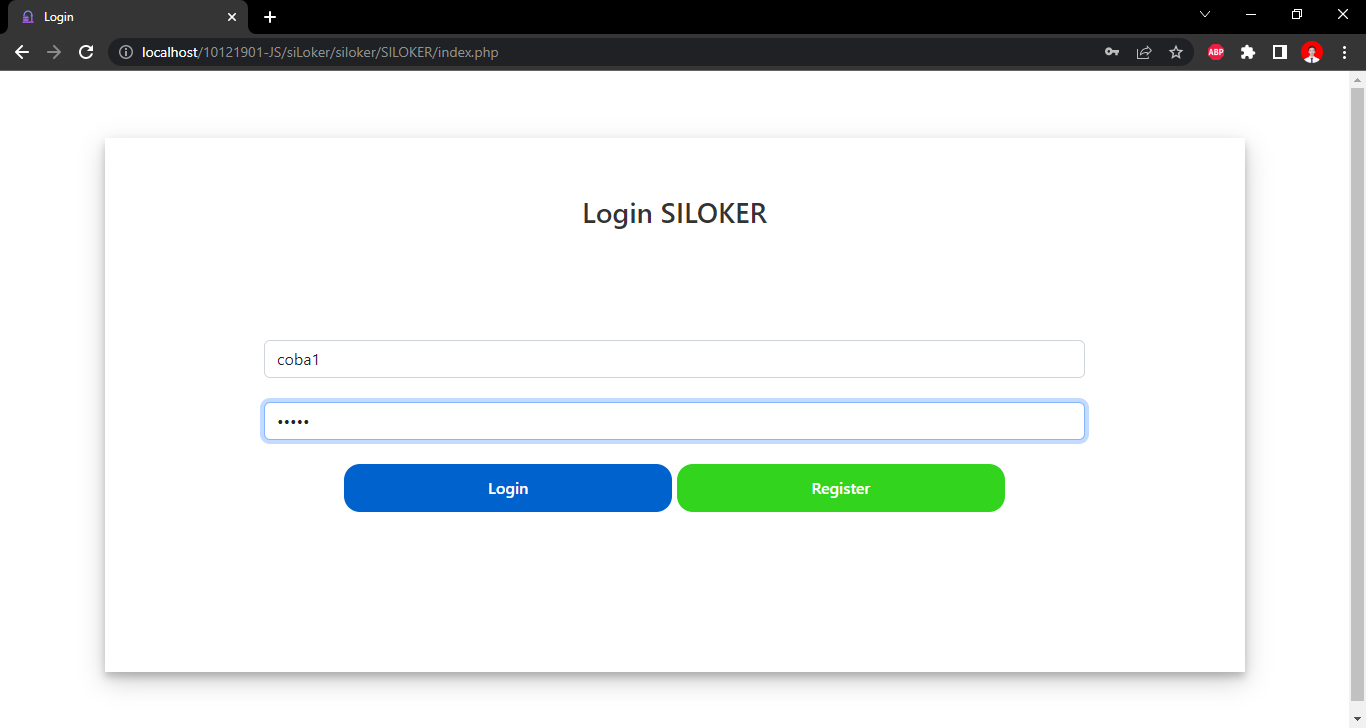 Login
localhost/10121901-JS/siLoker/siloker/SILOKER/index.php
ABP
Login SILOKER
coba1
•••••
Login Register